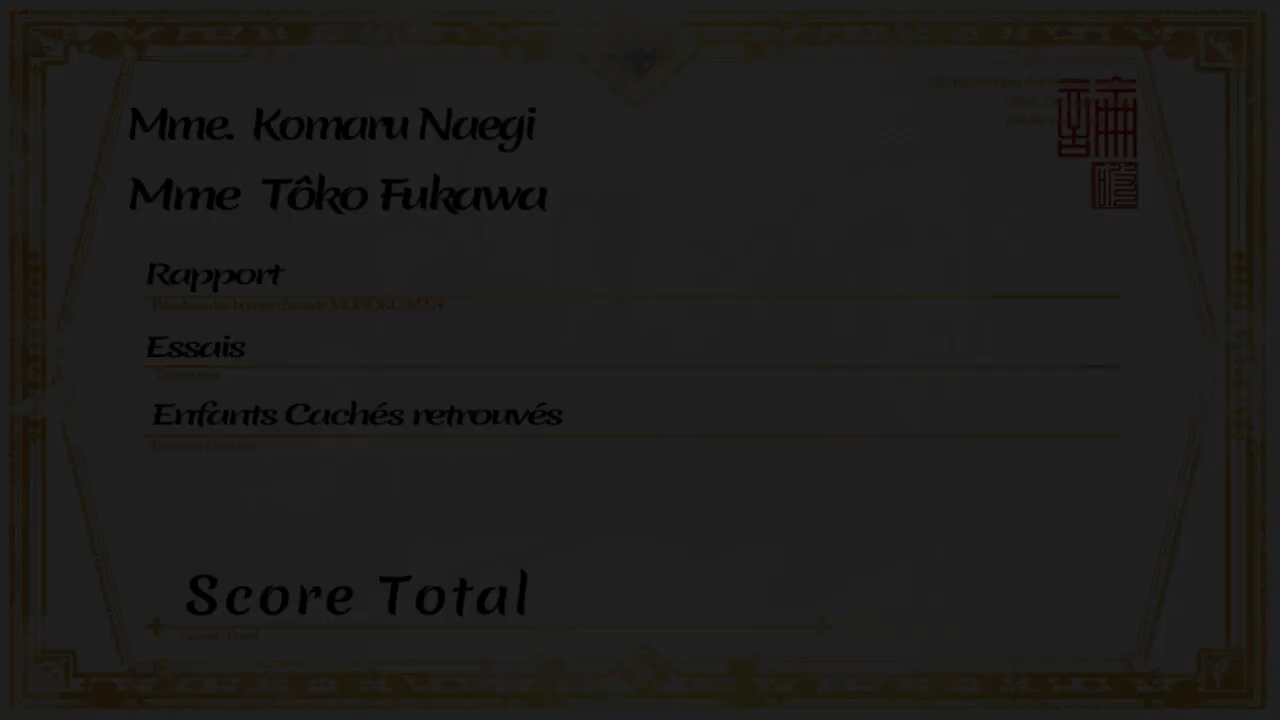 Mme. Komaru Naegi
Mme Tôko Fukawa
Rapport
Essais
Enfants Cachés retrouvés
Score Total